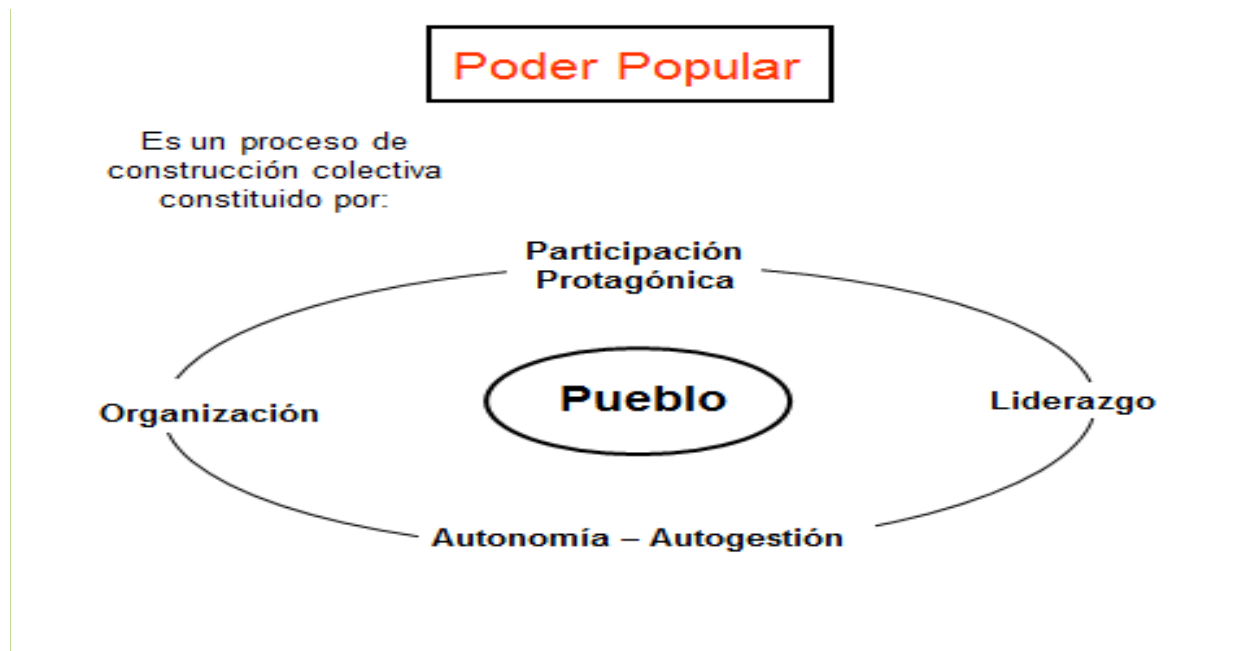 Poder Popular
Es un proceso de
construcción colectiva
constituido por:
Participación
Protagónica
Pueblo
Organización
Liderazgo
Autonomía – Autogestión